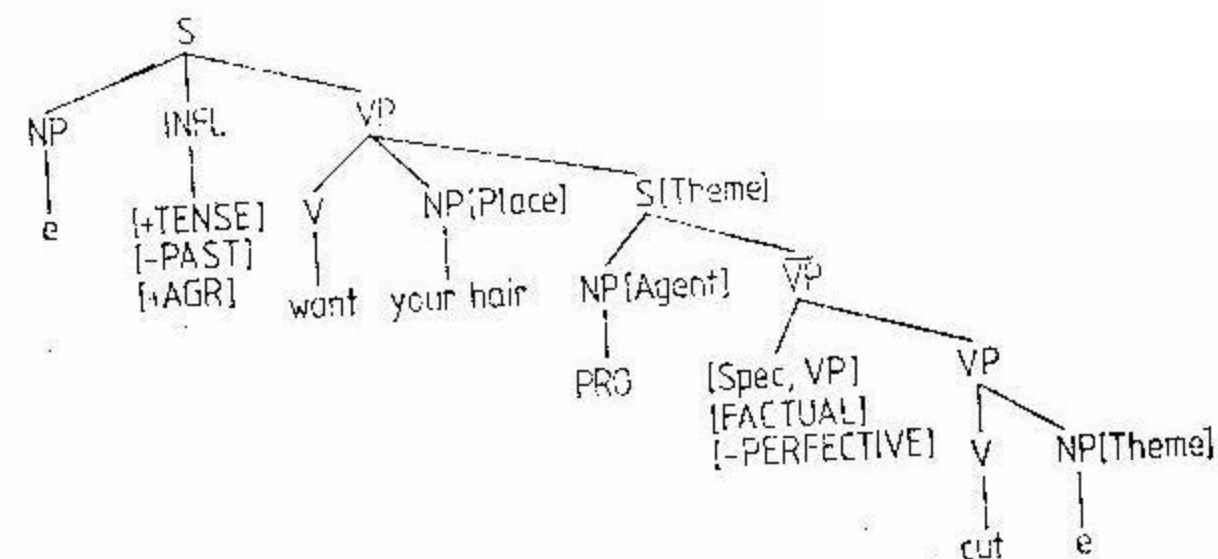 S
NP INFL VP
e [+TENSE] V NP[Place] S[Theme]
[-PAST]
[+AGR] want your hair NP[Agent] VP
PRO [Spec, VP] VP
[FACTUAL]
[-PERFECTIVE] V NP[Theme]
cut e